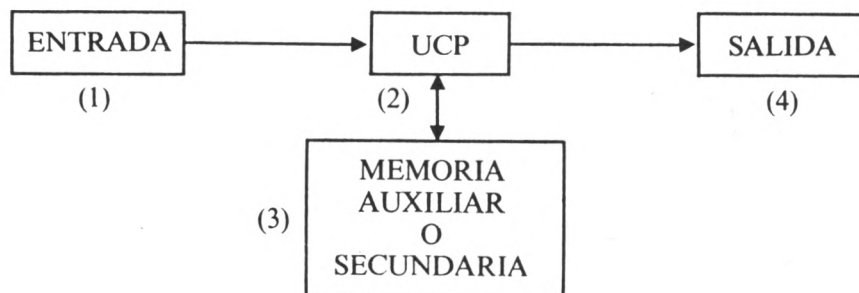 ENTRADA
UCP
SALIDA
(1)
(2)
(4)
MEMORIA
AUXILIAR
(3)
O
SECUNDARIA